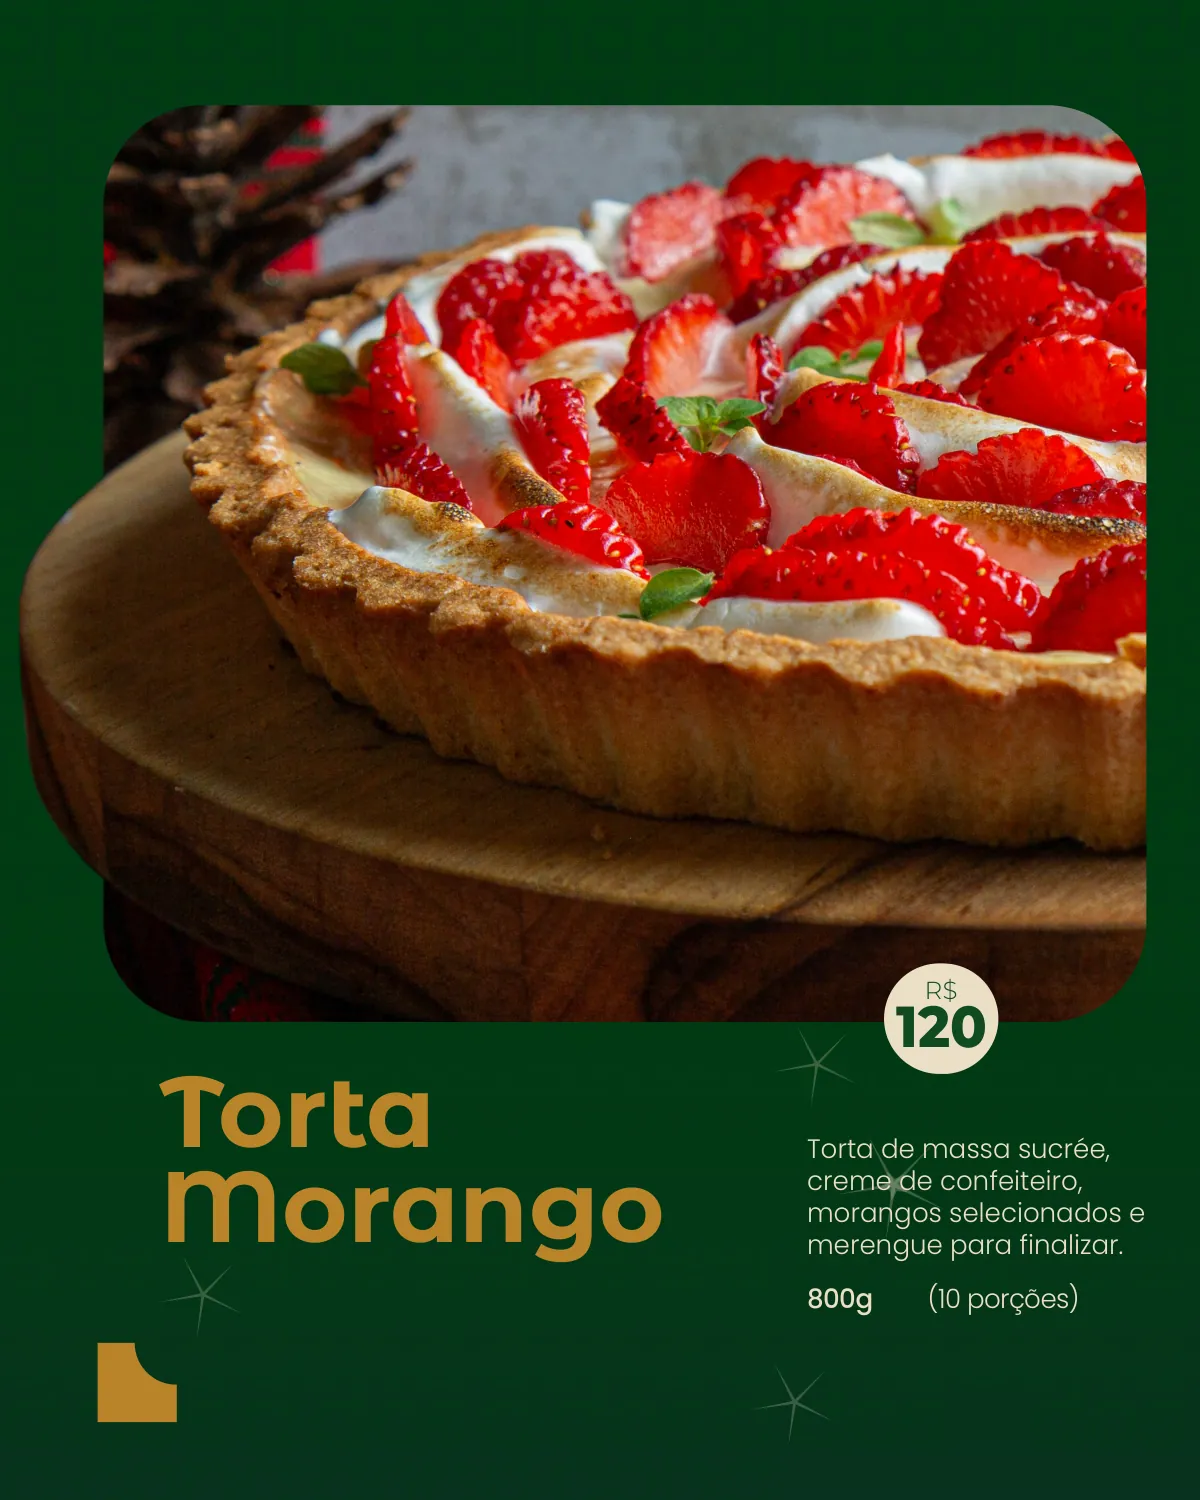 R$
120
Torta
Morango
Torta de massa sucrée,
creme de confeiteiro,
morangos selecionados e
merengue para finalizar.
800g (10 porções)